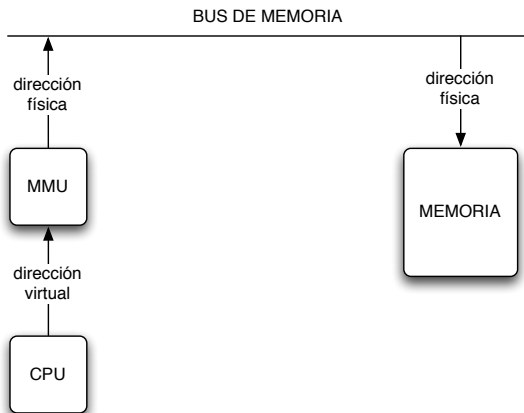 BUS DE MEMORIA
dirección
física
dirección
física
MMU
MEMORIA
dirección
virtual
CPU